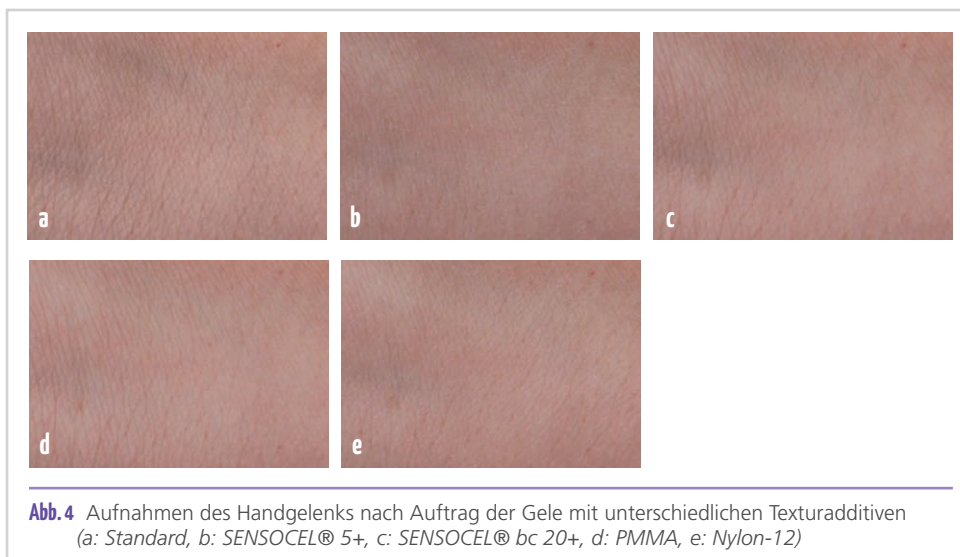 a
b
c
d
e
Abb. 4 Aufnahmen des Handgelenks nach Auftrag der Gele mit unterschiedlichen Texturadditiven
(a: Standard, b: SENSOCEL® 5+, c: SENSOCEL® bc 20+, d: PMMA, e: Nylon-12)